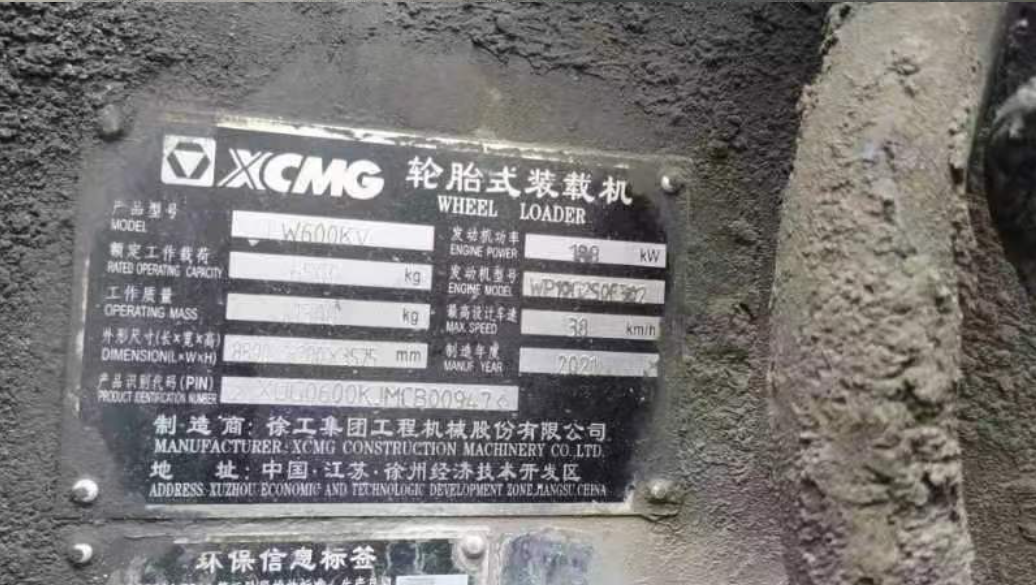 XCMG 轮胎式装载机
WHEEL LOADER
产品型号
MODEL
W600KV
发动机功率
ENGINE POWER
kW
额定工作载荷
RATED OPERATING CAPACITY
kg
发动机型号
ENGINE MODEL
工作质量
OPERATING MASS
kg
最高设计车速
MAX. SPEED
38 km/h
外形尺寸(长×宽×高)
DIMENSION(L×W×H)
mm
制造年度
MANUF YEAR
2021
产品识别代码(PIN)
PRODUCT IDENTIFICATION NUMBER
制造商: 徐工集团工程机械股份有限公司
MANUFACTURER: XCMG CONSTRUCTION MACHINERY CO.LTD.
地 址: 中国·江苏·徐州经济技术开发区
ADDRESS: XUZHOU ECONOMIC AND TECHNOLOGIC DEVELOPMENT ZONE,JIANGSU,CHINA
环保信息标签